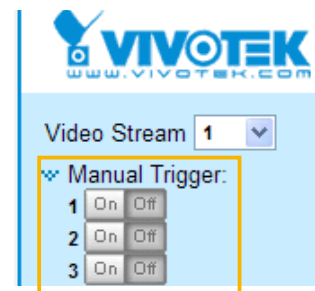 VIVOTEK
www.vivotek.com
Video Stream 1
Manual Trigger:
1 On Off
2 On Off
3 On Off